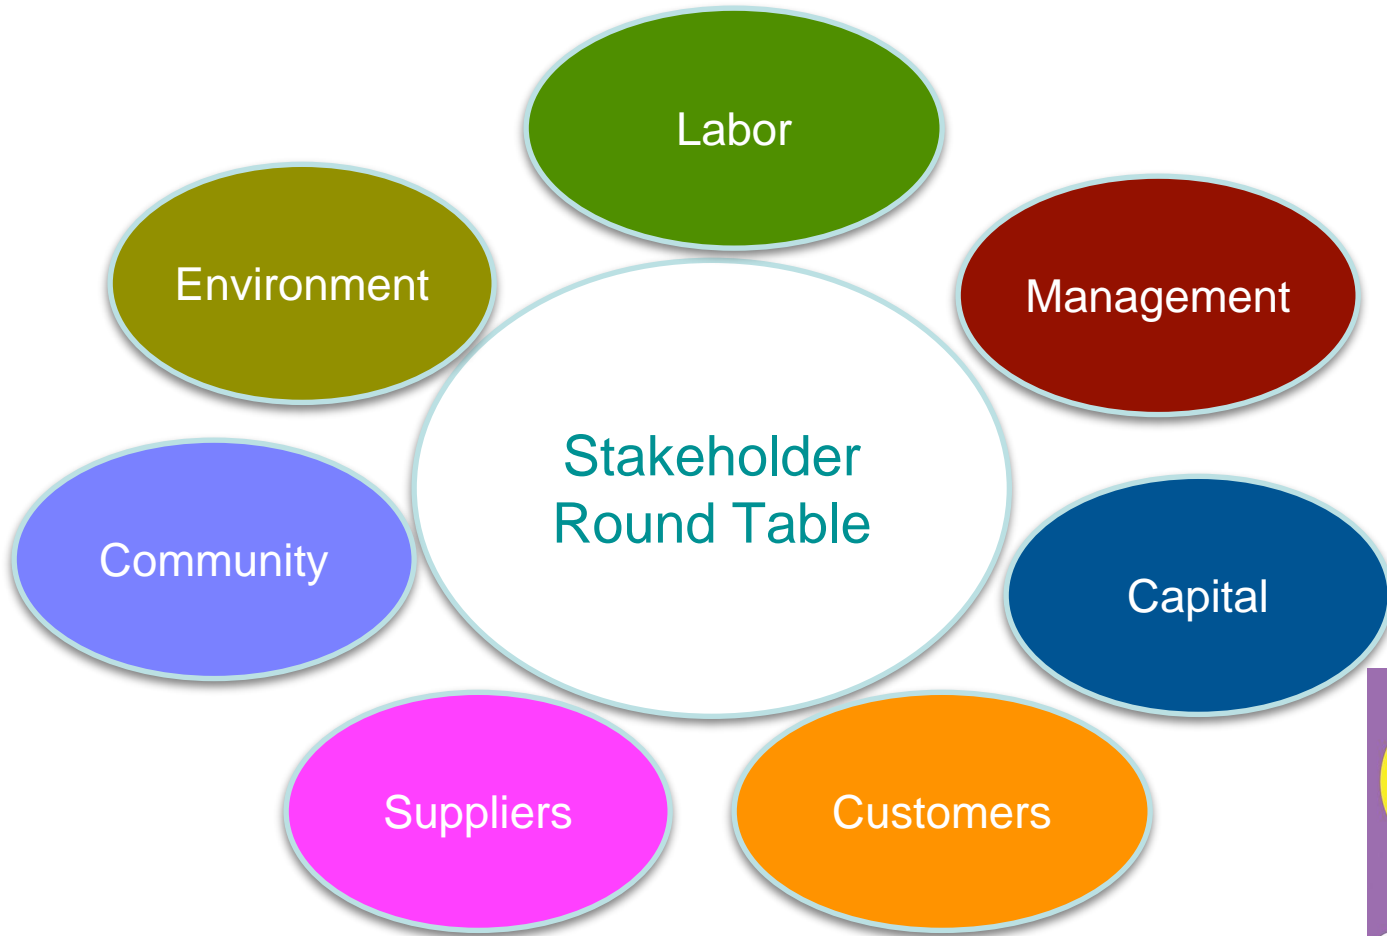 Labor
Environment
Management
Stakeholder
Round Table
Community
Capital
Suppliers
Customers